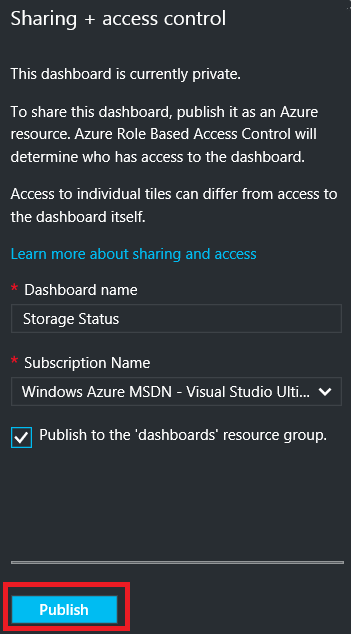 Sharing + access control
This dashboard is currently private.
To share this dashboard, publish it as an Azure
resource. Azure Role Based Access Control will
determine who has access to the dashboard.
Access to individual tiles can differ from access to
the dashboard itself.
Learn more about sharing and access
* Dashboard name
Storage Status
* Subscription Name
Windows Azure MSDN - Visual Studio Ulti...
Publish to the 'dashboards' resource group.
Publish